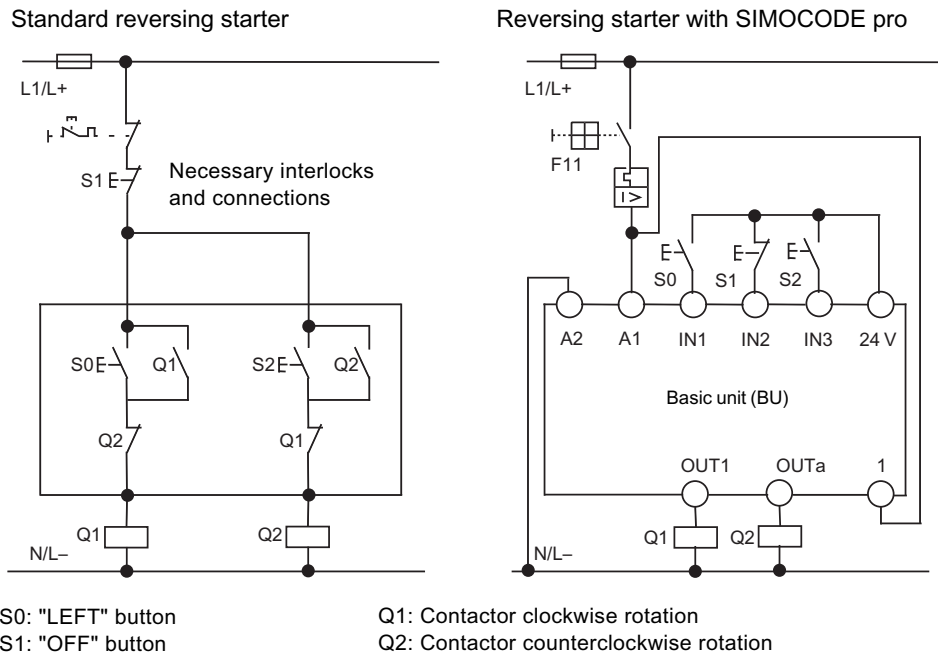 Standard reversing starter
Reversing starter with SIMOCODE pro
L1/L+
L1/L+
F11
S1
Necessary interlocks
and connections
S0
S1
S2
A2
A1
IN1
IN2
IN3
24 V
S0
Q1
S2
Q2
Basic unit (BU)
Q2
Q1
OUT1
OUTa
1
Q1
Q2
Q1
Q2
N/L–
N/L–
S0: "LEFT" button
Q1: Contactor clockwise rotation
S1: "OFF" button
Q2: Contactor counterclockwise rotation